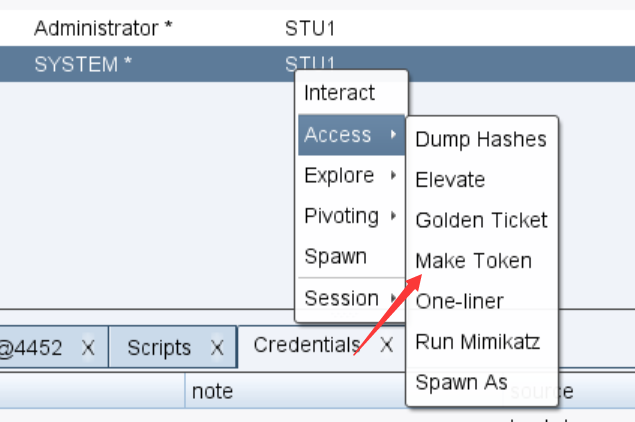 Administrator * STU1
SYSTEM * STU1
Interact
Access
Explore
Pivoting
Spawn
Session
Dump Hashes
Elevate
Golden Ticket
Make Token
One-liner
Run Mimikatz
Spawn As
@4452 X Scripts X Credentials X
note source